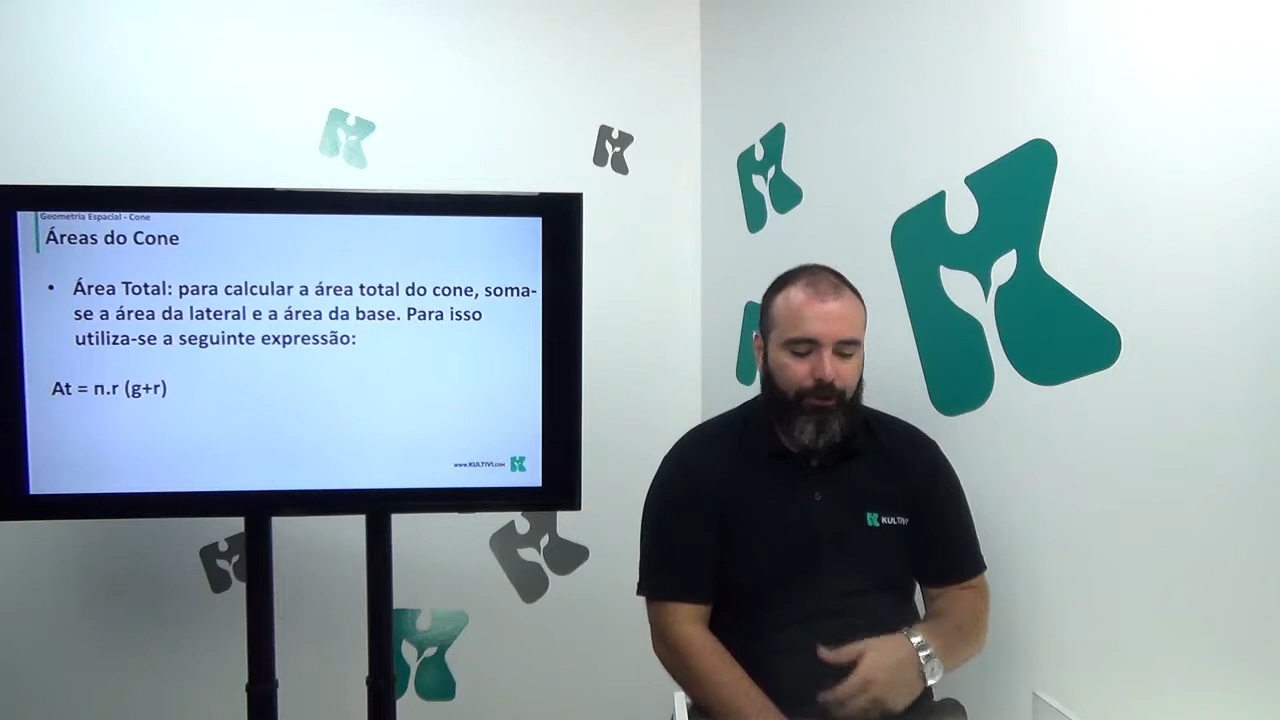 Geometria Espacial - Cone
Áreas do Cone
• Área Total: para calcular a área total do cone, soma-
se a área da lateral e a área da base. Para isso
utiliza-se a seguinte expressão:
At = π.r (g+r)
www.KULTIVI.COM
KULTIVI